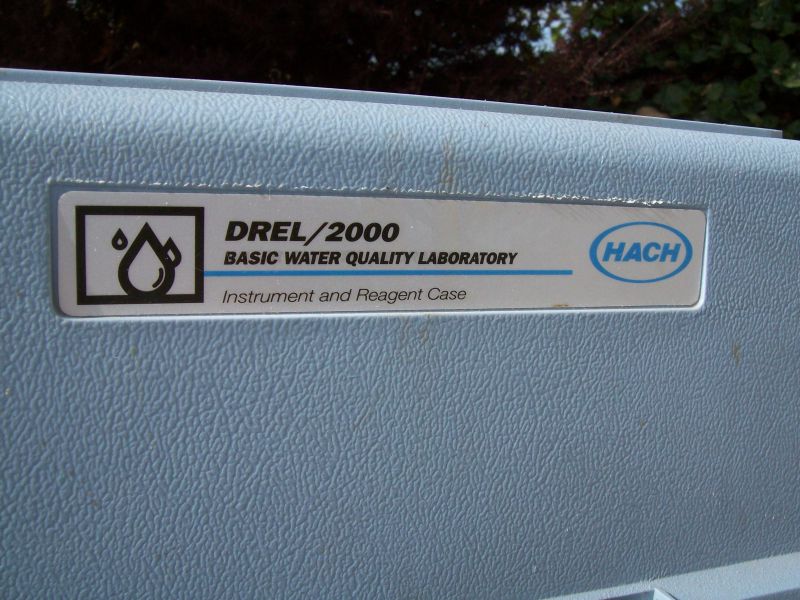 DREL/2000
BASIC WATER QUALITY LABORATORY
Instrument and Reagent Case
HACH